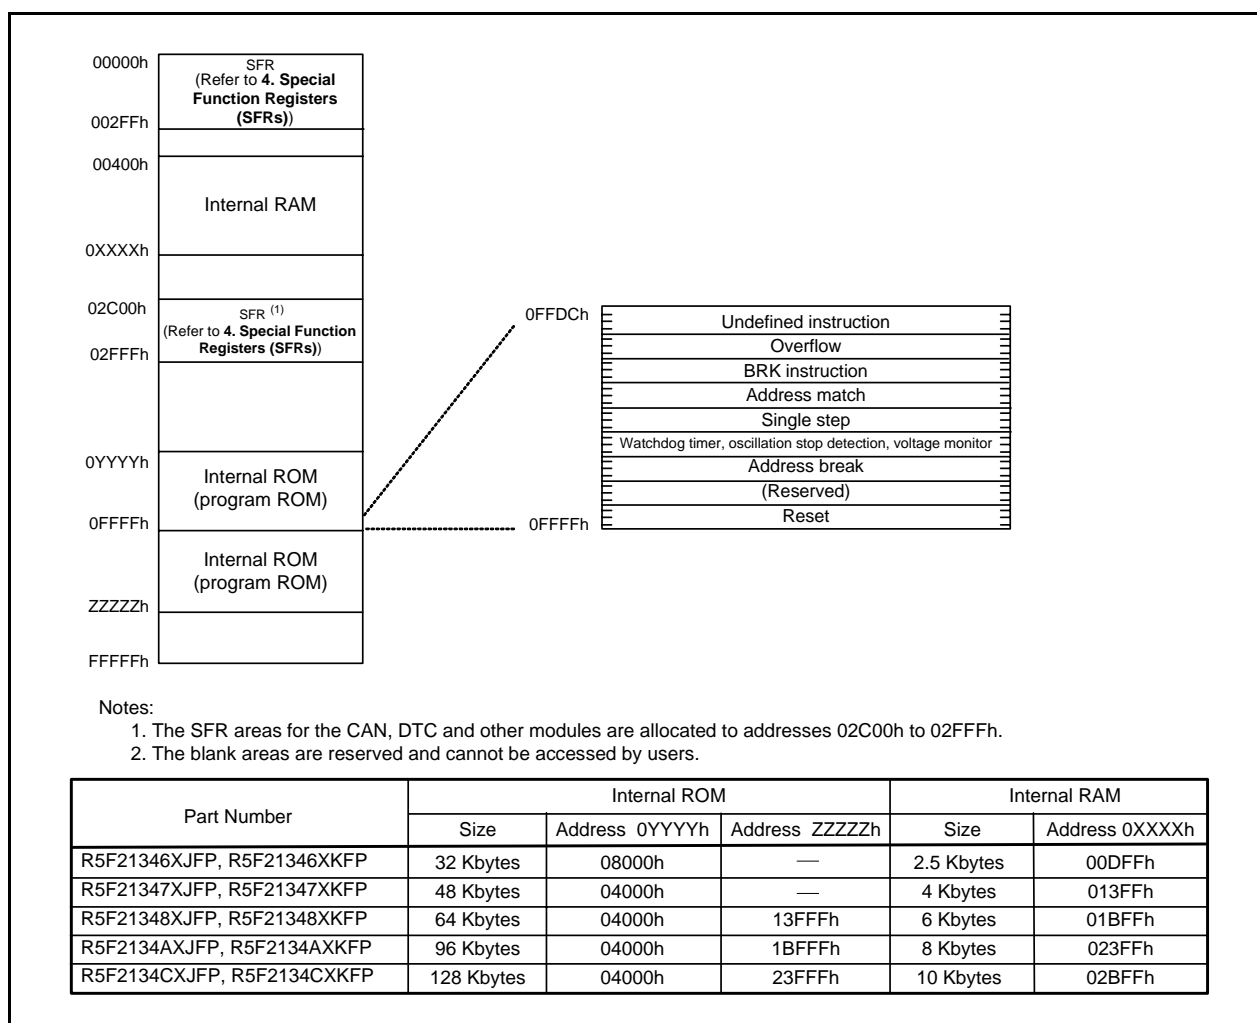 00000h
SFR
(Refer to 4. Special
Function Registers
(SFRs))
002FFh
00400h
Internal RAM
0XXXXh
02C00h
SFR (1)
(Refer to 4. Special Function
Registers (SFRs))
02FFFh
0YYYYh
Internal ROM
(program ROM)
0FFFFh
Internal ROM
(program ROM)
ZZZZZh
FFFFFh
0FFDCh
Undefined instruction
Overflow
BRK instruction
Address match
Single step
Watchdog timer, oscillation stop detection, voltage monitor
Address break
(Reserved)
Reset
0FFFFh
Notes:
1. The SFR areas for the CAN, DTC and other modules are allocated to addresses 02C00h to 02FFFh.
2. The blank areas are reserved and cannot be accessed by users.
Part Number Internal ROM Internal RAM
Size Address 0YYYYh Address ZZZZZh Size Address 0XXXXh
R5F21346XJFP, R5F21346XKFP 32 Kbytes 08000h — 2.5 Kbytes 00DFFh
R5F21347XJFP, R5F21347XKFP 48 Kbytes 04000h — 4 Kbytes 013FFh
R5F21348XJFP, R5F21348XKFP 64 Kbytes 04000h 13FFFh 6 Kbytes 01BFFh
R5F2134AXJFP, R5F2134AXKFP 96 Kbytes 04000h 1BFFFh 8 Kbytes 023FFh
R5F2134CXJFP, R5F2134CXKFP 128 Kbytes 04000h 23FFFh 10 Kbytes 02BFFh